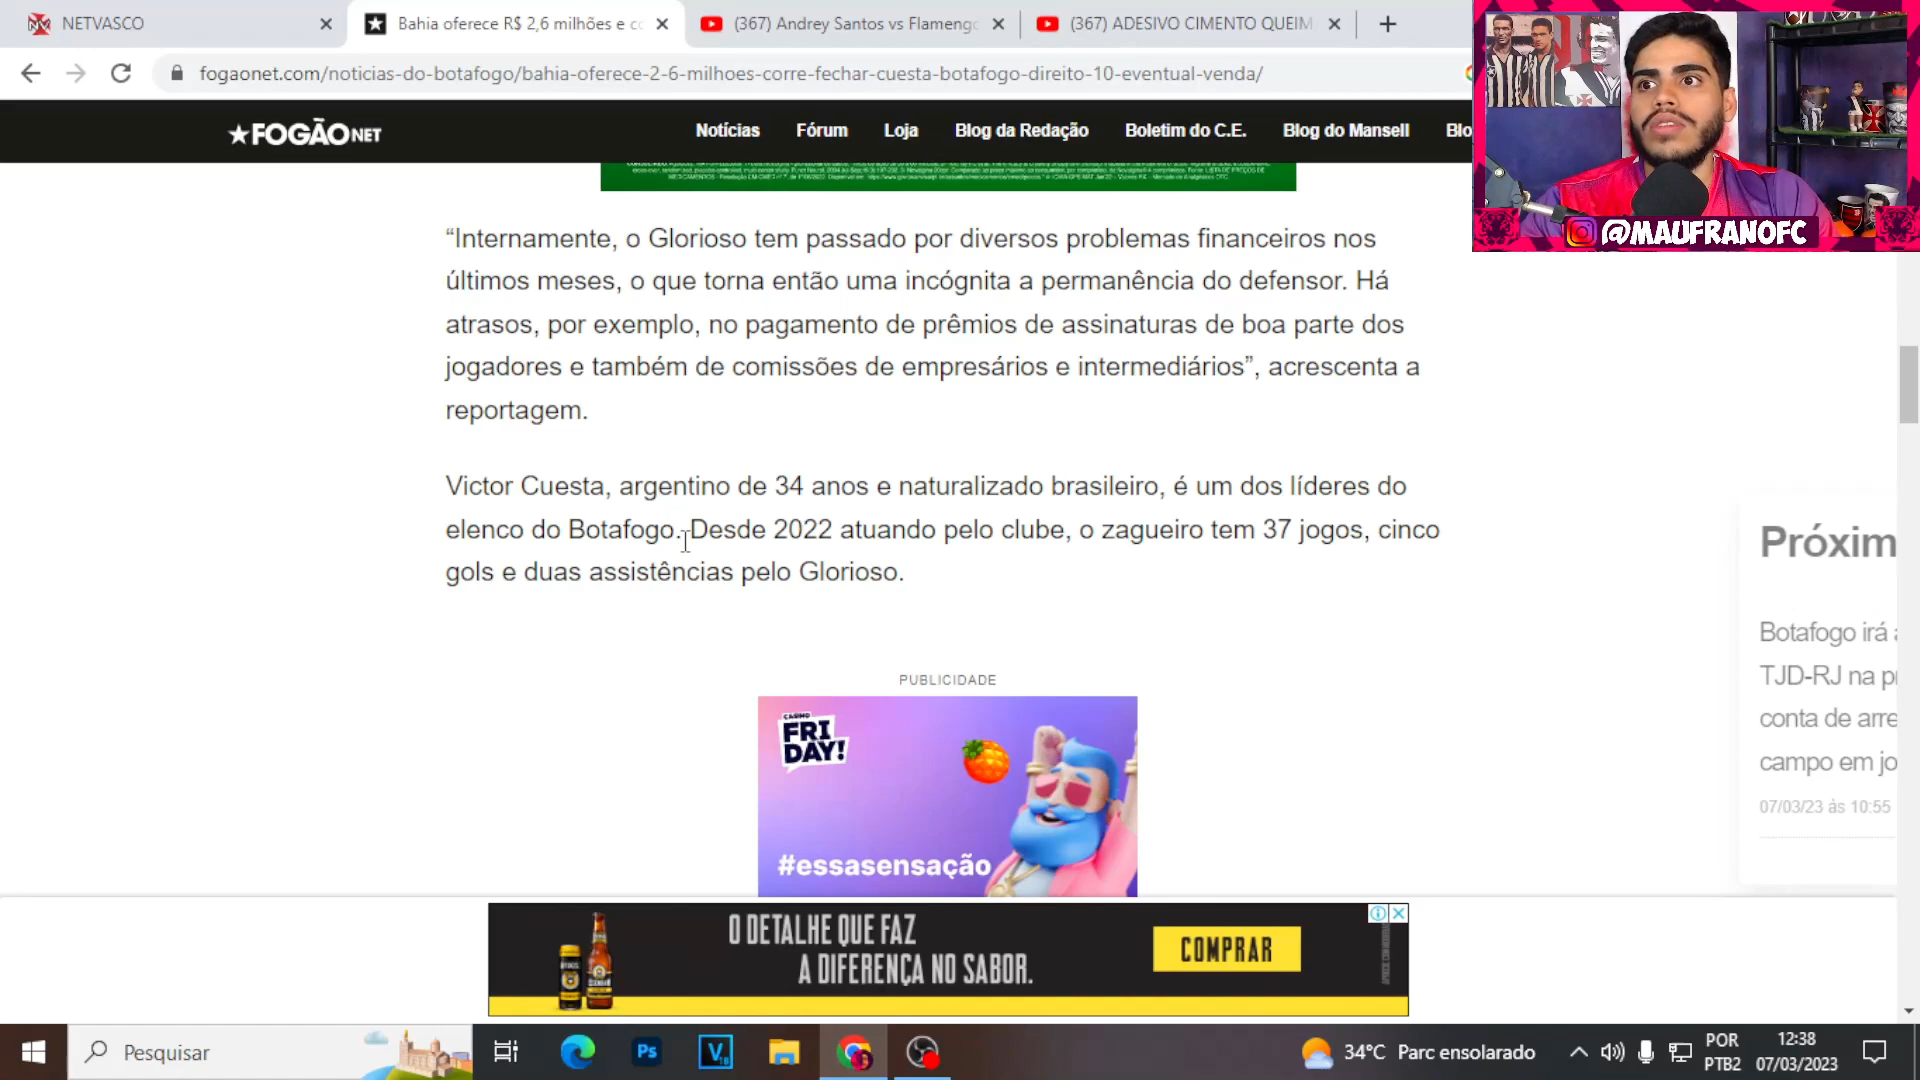 NETVASCO
Bahia oferece R$ 2,6 milhões e co
(367) Andrey Santos vs Flamengo
(367) ADESIVO CIMENTO QUEIM
fogaonet.com/noticias-do-botafogo/bahia-oferece-2-6-milhoes-corre-fechar-cuesta-botafogo-direito-10-eventual-venda/
FOGÃO NET
Notícias
Fórum
Loja
Blog da Redação
Boletim do C.E.
Blog do Mansell
Blo
@MAUFRANOFC
“Internamente, o Glorioso tem passado por diversos problemas financeiros nos
últimos meses, o que torna então uma incógnita a permanência do defensor. Há
atrasos, por exemplo, no pagamento de prêmios de assinaturas de boa parte dos
jogadores e também de comissões de empresários e intermediários”, acrescenta a
reportagem.
Victor Cuesta, argentino de 34 anos e naturalizado brasileiro, é um dos líderes do
elenco do Botafogo. Desde 2022 atuando pelo clube, o zagueiro tem 37 jogos, cinco
gols e duas assistências pelo Glorioso.
Próxim
Botafogo irá a
TJD-RJ na p
conta de arre
campo em jo
07/03/23 às 10:55
PUBLICIDADE
CASINO
FRI
DAY!
#essasensação
O DETALHE QUE FAZ
A DIFERENÇA NO SABOR.
COMPRAR
Pesquisar
Ps
V
34°C Parc ensolarado
POR
PTB2
12:38
07/03/2023